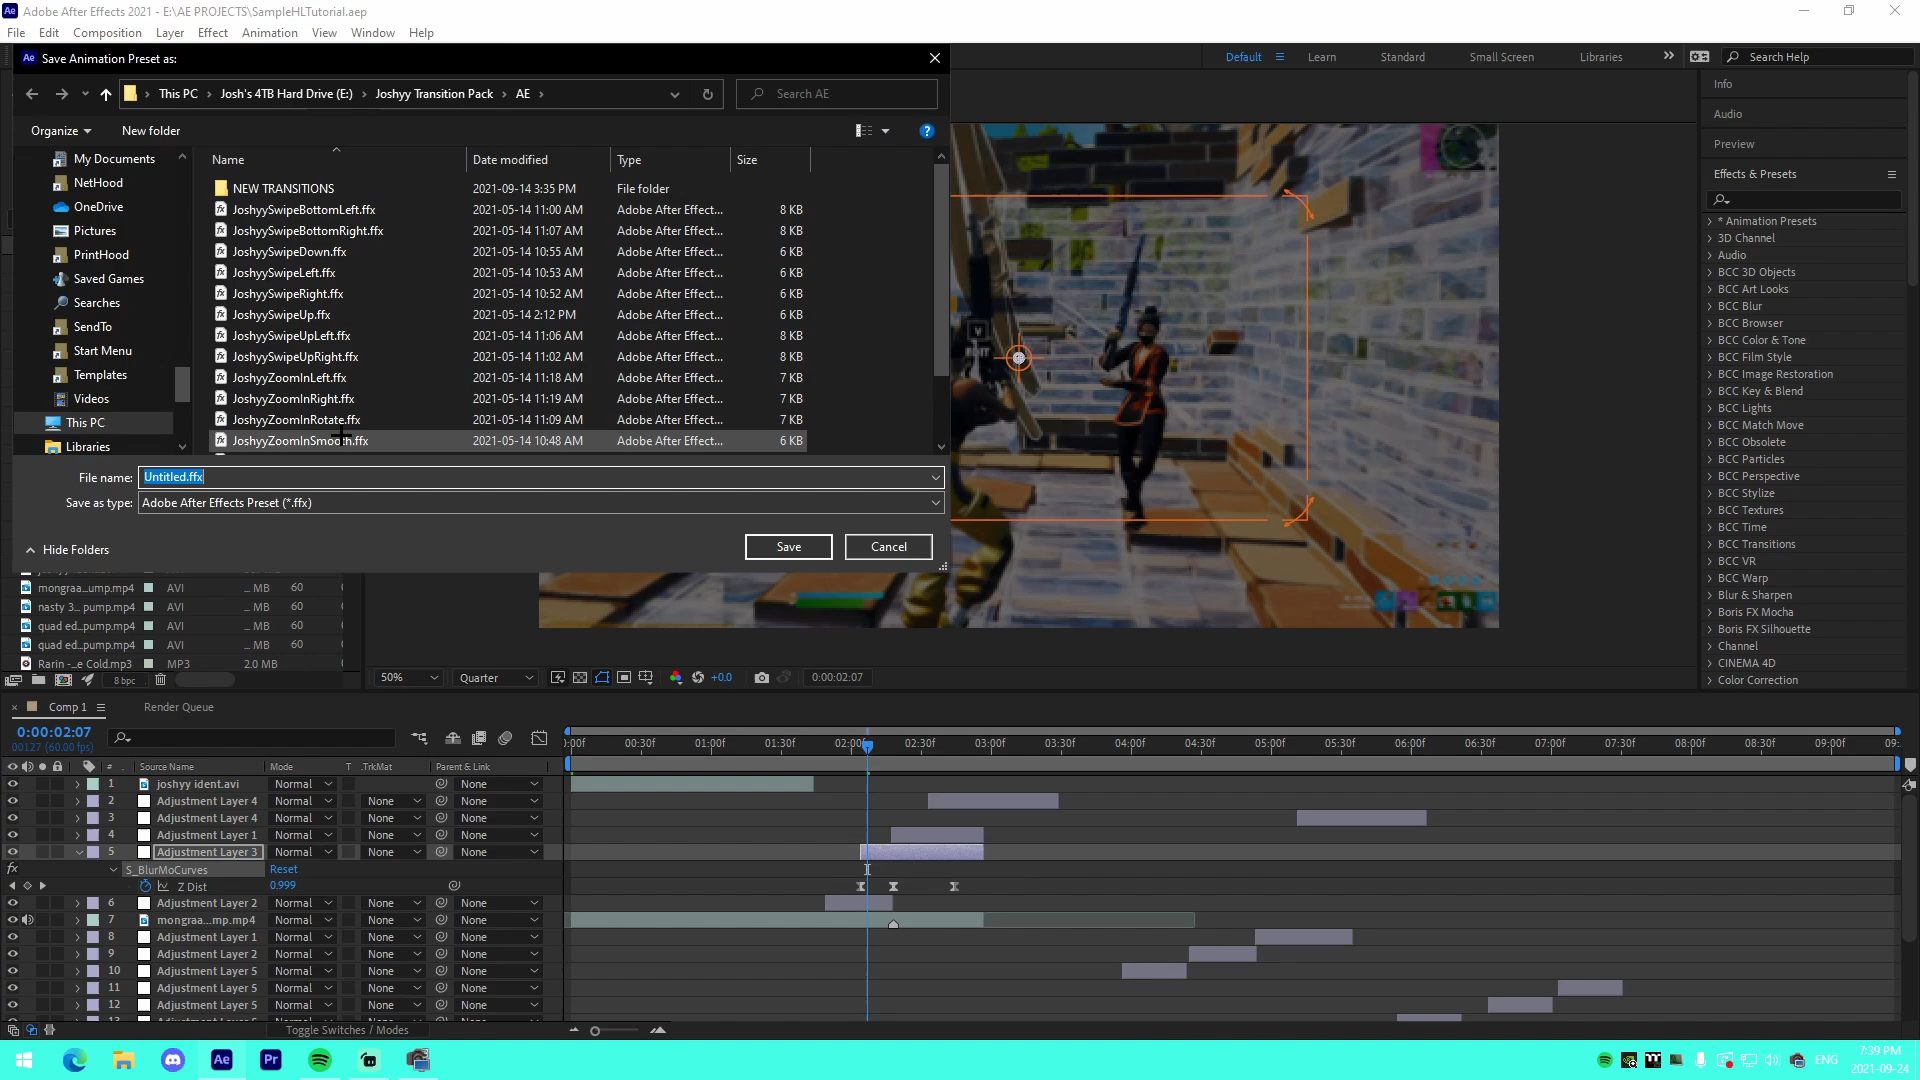 Adobe After Effects 2021 - E:\AE PROJECTS\SampleHLTutorial.aep
File Edit Composition Layer Effect Animation View Window Help
Save Animation Preset as:
Default Learn Standard Small Screen Libraries Search Help
This PC Josh's 4TB Hard Drive (E:) Joshyy Transition Pack AE Search AE
Organize New folder
Name Date modified Type Size
NEW TRANSITIONS 2021-09-14 3:35 PM File folder
JoshyySwipeBottomLeft.ffx 2021-05-14 11:00 AM Adobe After Effect... 8 KB
JoshyySwipeBottomRight.ffx 2021-05-14 11:07 AM Adobe After Effect... 8 KB
JoshyySwipeDown.ffx 2021-05-14 10:55 AM Adobe After Effect... 6 KB
JoshyySwipeLeft.ffx 2021-05-14 10:53 AM Adobe After Effect... 6 KB
JoshyySwipeRight.ffx 2021-05-14 10:52 AM Adobe After Effect... 6 KB
JoshyySwipeUp.ffx 2021-05-14 2:12 PM Adobe After Effect... 6 KB
JoshyySwipeUpLeft.ffx 2021-05-14 11:06 AM Adobe After Effect... 8 KB
JoshyySwipeUpRight.ffx 2021-05-14 11:02 AM Adobe After Effect... 8 KB
JoshyyZoomInLeft.ffx 2021-05-14 11:18 AM Adobe After Effect... 7 KB
JoshyyZoomInRight.ffx 2021-05-14 11:19 AM Adobe After Effect... 7 KB
JoshyyZoomInRotate.ffx 2021-05-14 11:09 AM Adobe After Effect... 7 KB
JoshyyZoomInSmooth.ffx 2021-05-14 10:48 AM Adobe After Effect... 6 KB
My Documents
NetHood
OneDrive
Pictures
PrintHood
Saved Games
Searches
SendTo
Start Menu
Templates
Videos
This PC
Libraries
File name: Untitled.ffx
Save as type: Adobe After Effects Preset (*.ffx)
Hide Folders Save Cancel
mongraa...ump.mp4 AVI ... MB 60
nasty 3... pump.mp4 AVI ... MB 60
quad ed...pump.mp4 AVI ... MB 60
quad ed...pump.mp4 AVI ... MB 60
Rarin -...e Cold.mp3 MP3 2.0 MB
8 bpc
50% Quarter +0.0 0:00:02:07
Info
Audio
Preview
Effects & Presets
* Animation Presets
3D Channel
Audio
BCC 3D Objects
BCC Art Looks
BCC Blur
BCC Browser
BCC Color & Tone
BCC Film Style
BCC Image Restoration
BCC Key & Blend
BCC Lights
BCC Match Move
BCC Obsolete
BCC Particles
BCC Perspective
BCC Stylize
BCC Textures
BCC Time
BCC Transitions
BCC VR
BCC Warp
Blur & Sharpen
Boris FX Mocha
Boris FX Silhouette
Channel
CINEMA 4D
Color Correction
Comp 1 Render Queue
0:00:02:07
00127 (60.00 fps)
):00f 00:30f 01:00f 01:30f 02:00f 02:30f 03:00f 03:30f 04:00f 04:30f 05:00f 05:30f 06:00f 06:30f 07:00f 07:30f 08:00f 08:30f 09:00f 09:
# Source Name Mode T .TrkMat Parent & Link
1 joshyy ident.avi Normal None
2 Adjustment Layer 4 Normal None None
3 Adjustment Layer 4 Normal None None
4 Adjustment Layer 1 Normal None None
5 Adjustment Layer 3 Normal None None
fx S_BlurMoCurves Reset
Z Dist 0.999
6 Adjustment Layer 2 Normal None None
7 mongraa...mp.mp4 Normal None None
8 Adjustment Layer 1 Normal None None
9 Adjustment Layer 2 Normal None None
10 Adjustment Layer 5 Normal None None
11 Adjustment Layer 5 Normal None None
12 Adjustment Layer 5 Normal None None
Toggle Switches / Modes
ENG
7:39 PM
2021-09-24